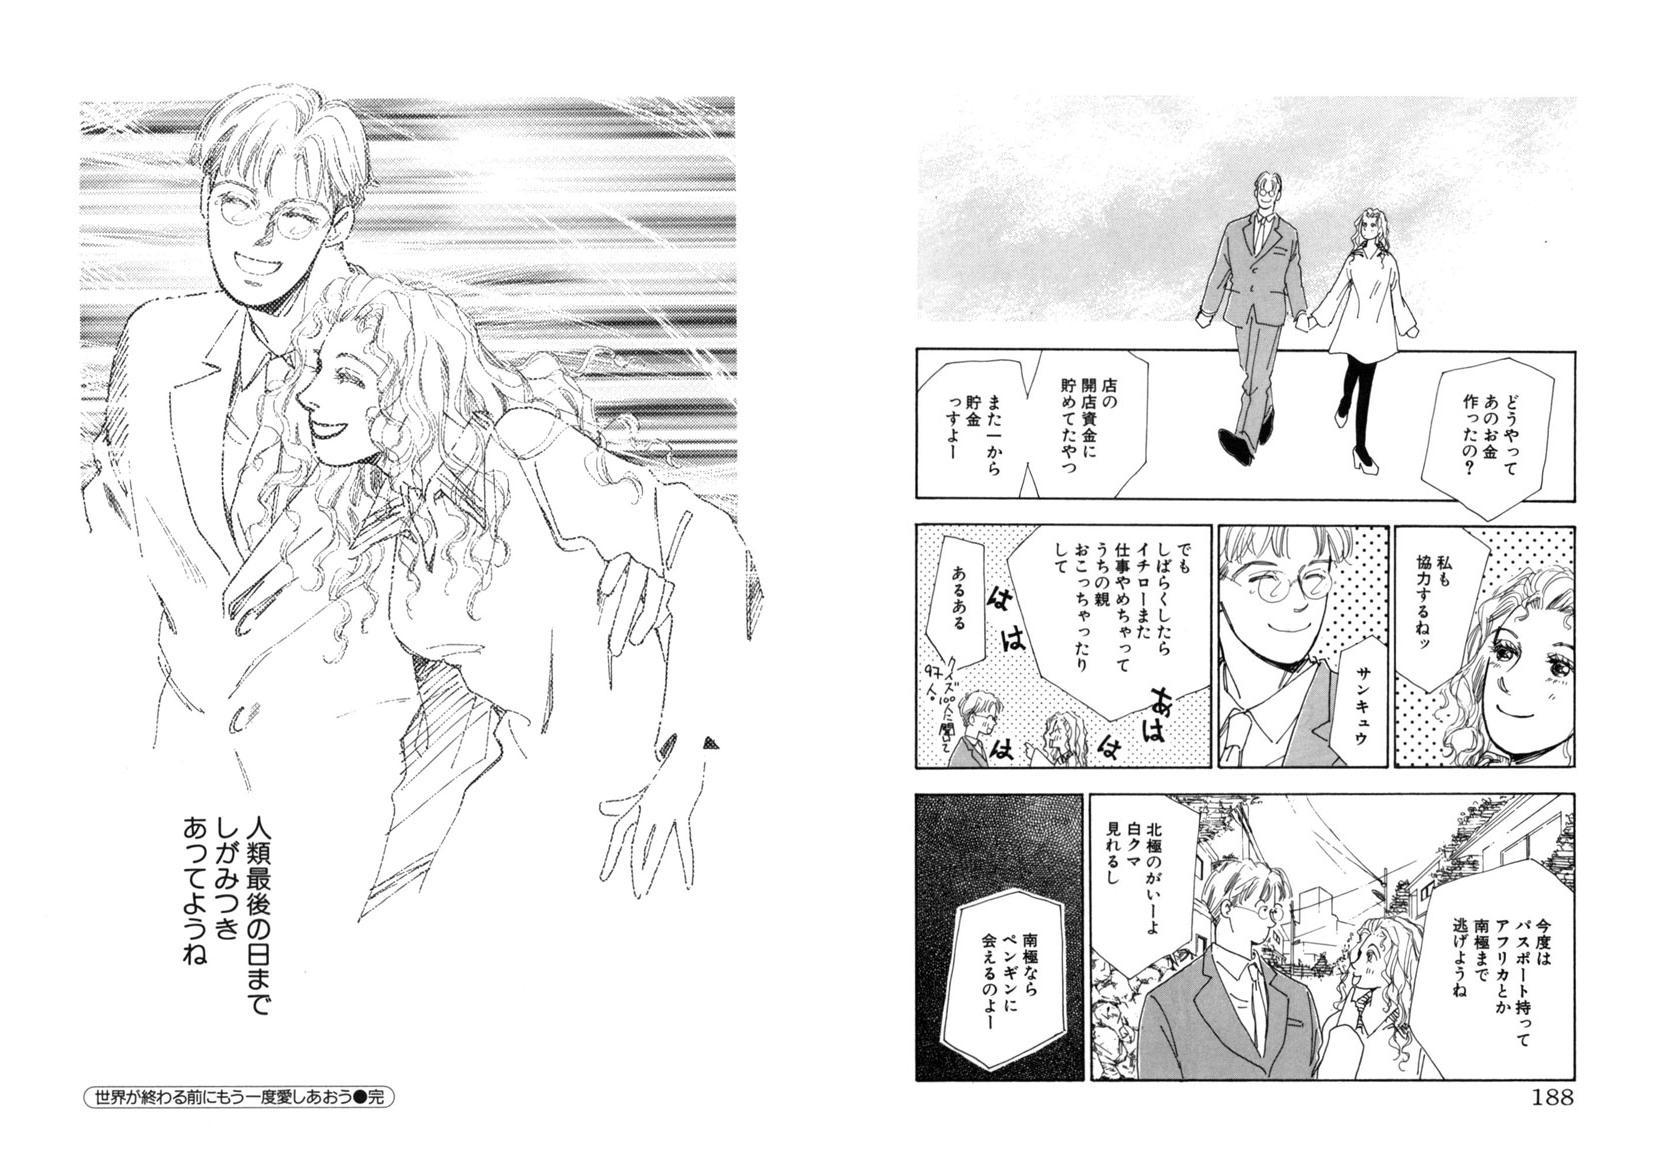 どうやって
あのお金
作ったの？
店の
開店資金に
貯めてたやつ
また一から
貯金
っすよー
私も
協力するねッ
サンキュウ
でも
しばらくしたら
イチローまた
仕事やめちゃって
うちの親
おこっちゃったり
して
あは
は
は
は
は
は
あるある
クイズ100人に聞いて
97人。
今度は
パスポート持って
アフリカとか
南極まで
逃げようね
北極のがいーよ
白クマ
見れるし
南極なら
ペンギンに
会えるのよー
188
人類最後の日まで
しがみつき
あってようね
世界が終わる前にもう一度愛しあおう●完